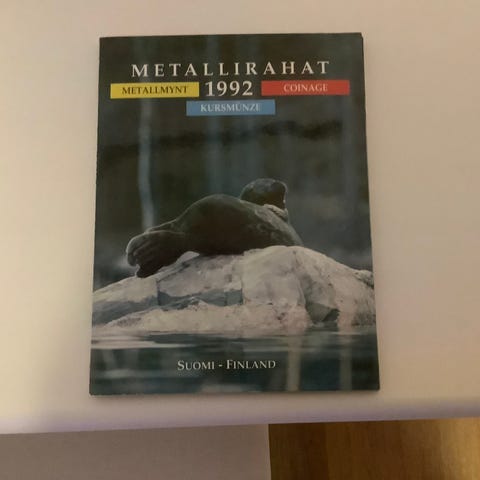 METALLIRAHAT
METALLMYNT 1992 COINAGE
KURSMÜNZE
SUOMI - FINLAND